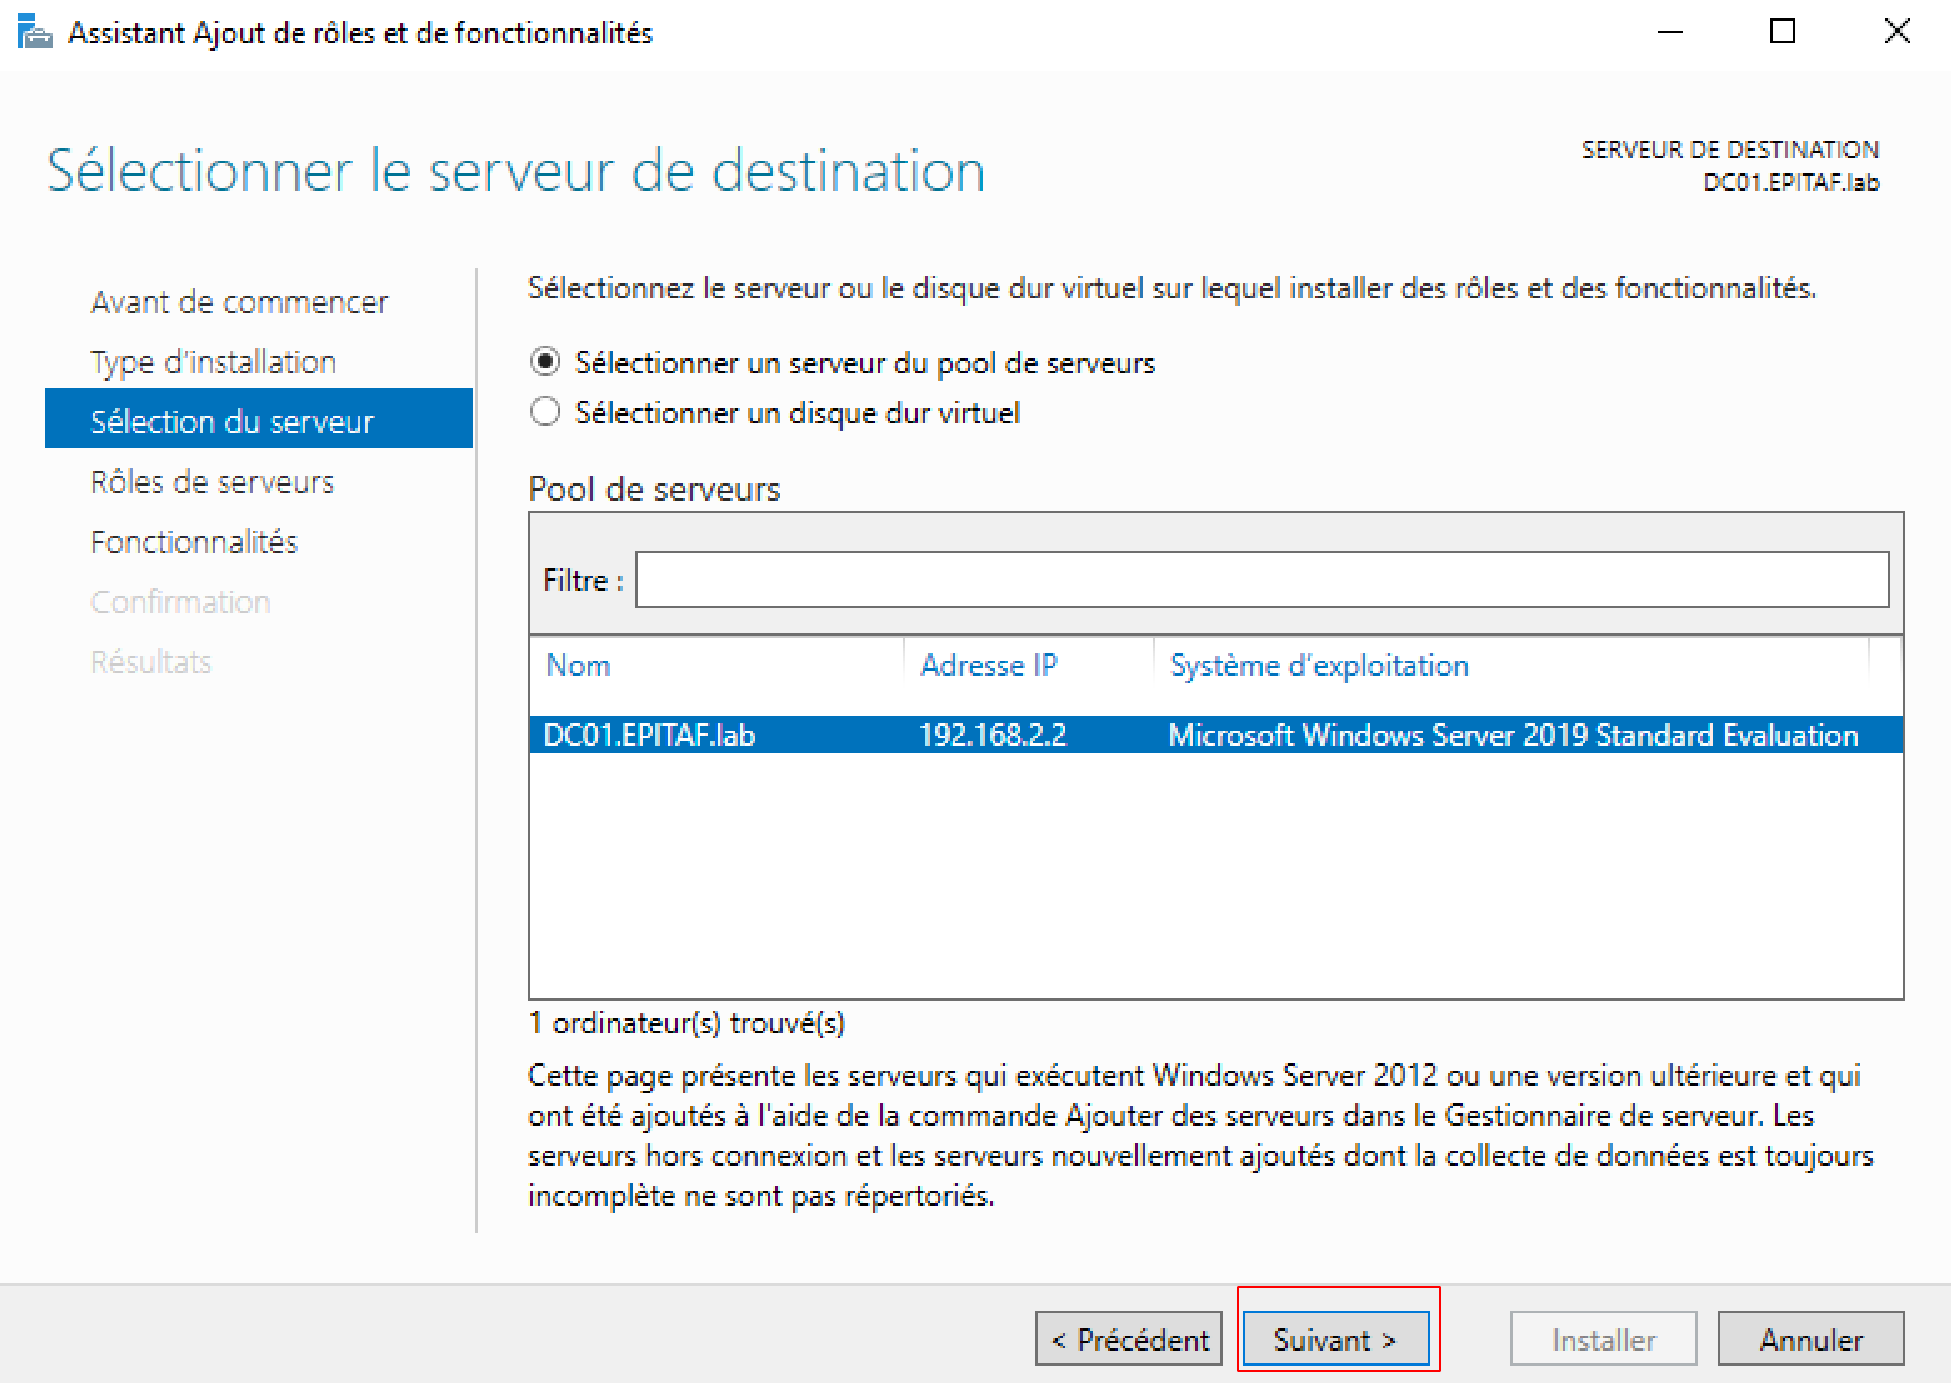 Assistant Ajout de rôles et de fonctionnalités
Sélectionner le serveur de destination
SERVEUR DE DESTINATION
DC01.EPITAF.lab
Avant de commencer
Type d'installation
Sélection du serveur
Rôles de serveurs
Fonctionnalités
Confirmation
Résultats
Sélectionnez le serveur ou le disque dur virtuel sur lequel installer des rôles et des fonctionnalités.
Sélectionner un serveur du pool de serveurs
Sélectionner un disque dur virtuel
Pool de serveurs
Filtre :
Nom Adresse IP Système d'exploitation
DC01.EPITAF.lab 192.168.2.2 Microsoft Windows Server 2019 Standard Evaluation
1 ordinateur(s) trouvé(s)
Cette page présente les serveurs qui exécutent Windows Server 2012 ou une version ultérieure et qui
ont été ajoutés à l'aide de la commande Ajouter des serveurs dans le Gestionnaire de serveur. Les
serveurs hors connexion et les serveurs nouvellement ajoutés dont la collecte de données est toujours
incomplète ne sont pas répertoriés.
< Précédent Suivant > Installer Annuler